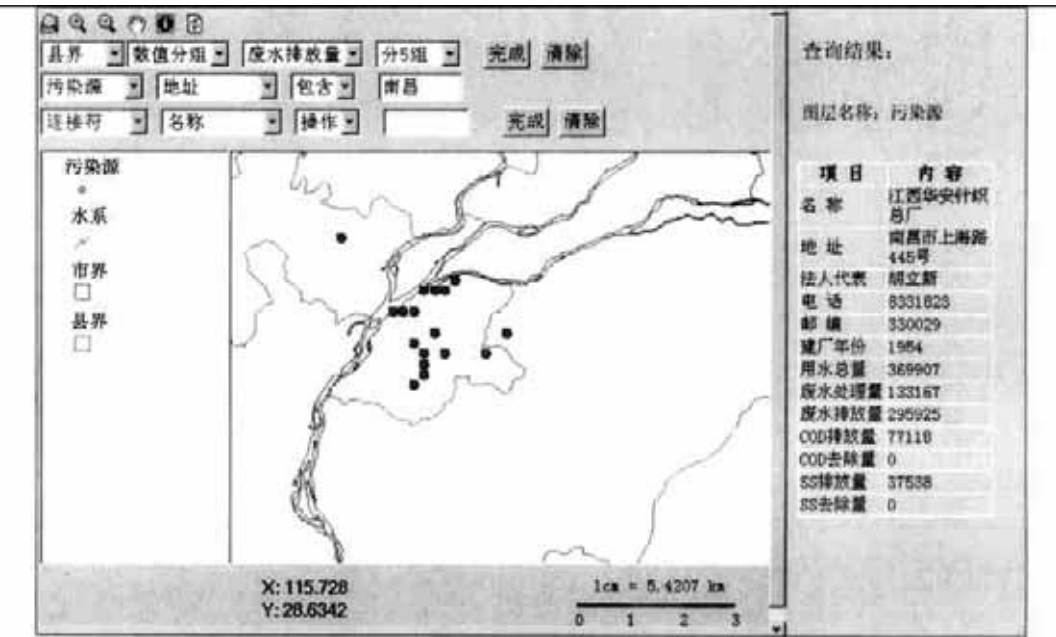 县界 数值分组 废水排放量 分5组 完成 清除
污染源 地址 包含 南昌
连接符 名称 操作 完成 清除
污染源
水系
市界
县界
X: 115.728
Y: 28.6342
1cm = 5.4207 km
0 1 2 3
查询结果:
图层名称: 污染源
项目 内容
名称 江西华安针织总厂
地址 南昌市上海路445号
法人代表 胡立新
电话 8331823
邮编 330029
建厂年份 1984
用水总量 369907
废水处理量 133167
废水排放量 295925
COD排放量 77118
COD去除量 0
SS排放量 37538
SS去除量 0